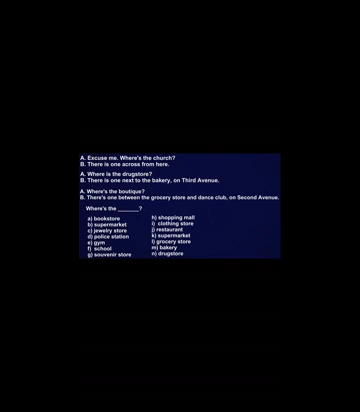 A. Excuse me. Where's the church?
B. There is one across from here.
A. Where is the drugstore?
B. There is one next to the bakery, on Third Avenue.
A. Where's the boutique?
B. There's one between the grocery store and dance club, on Second Avenue.
Where's the _______?
a) bookstore
b) supermarket
c) jewelry store
d) police station
e) gym
f) school
g) souvenir store
h) shopping mall
i) clothing store
j) restaurant
k) supermarket
l) grocery store
m) bakery
n) drugstore